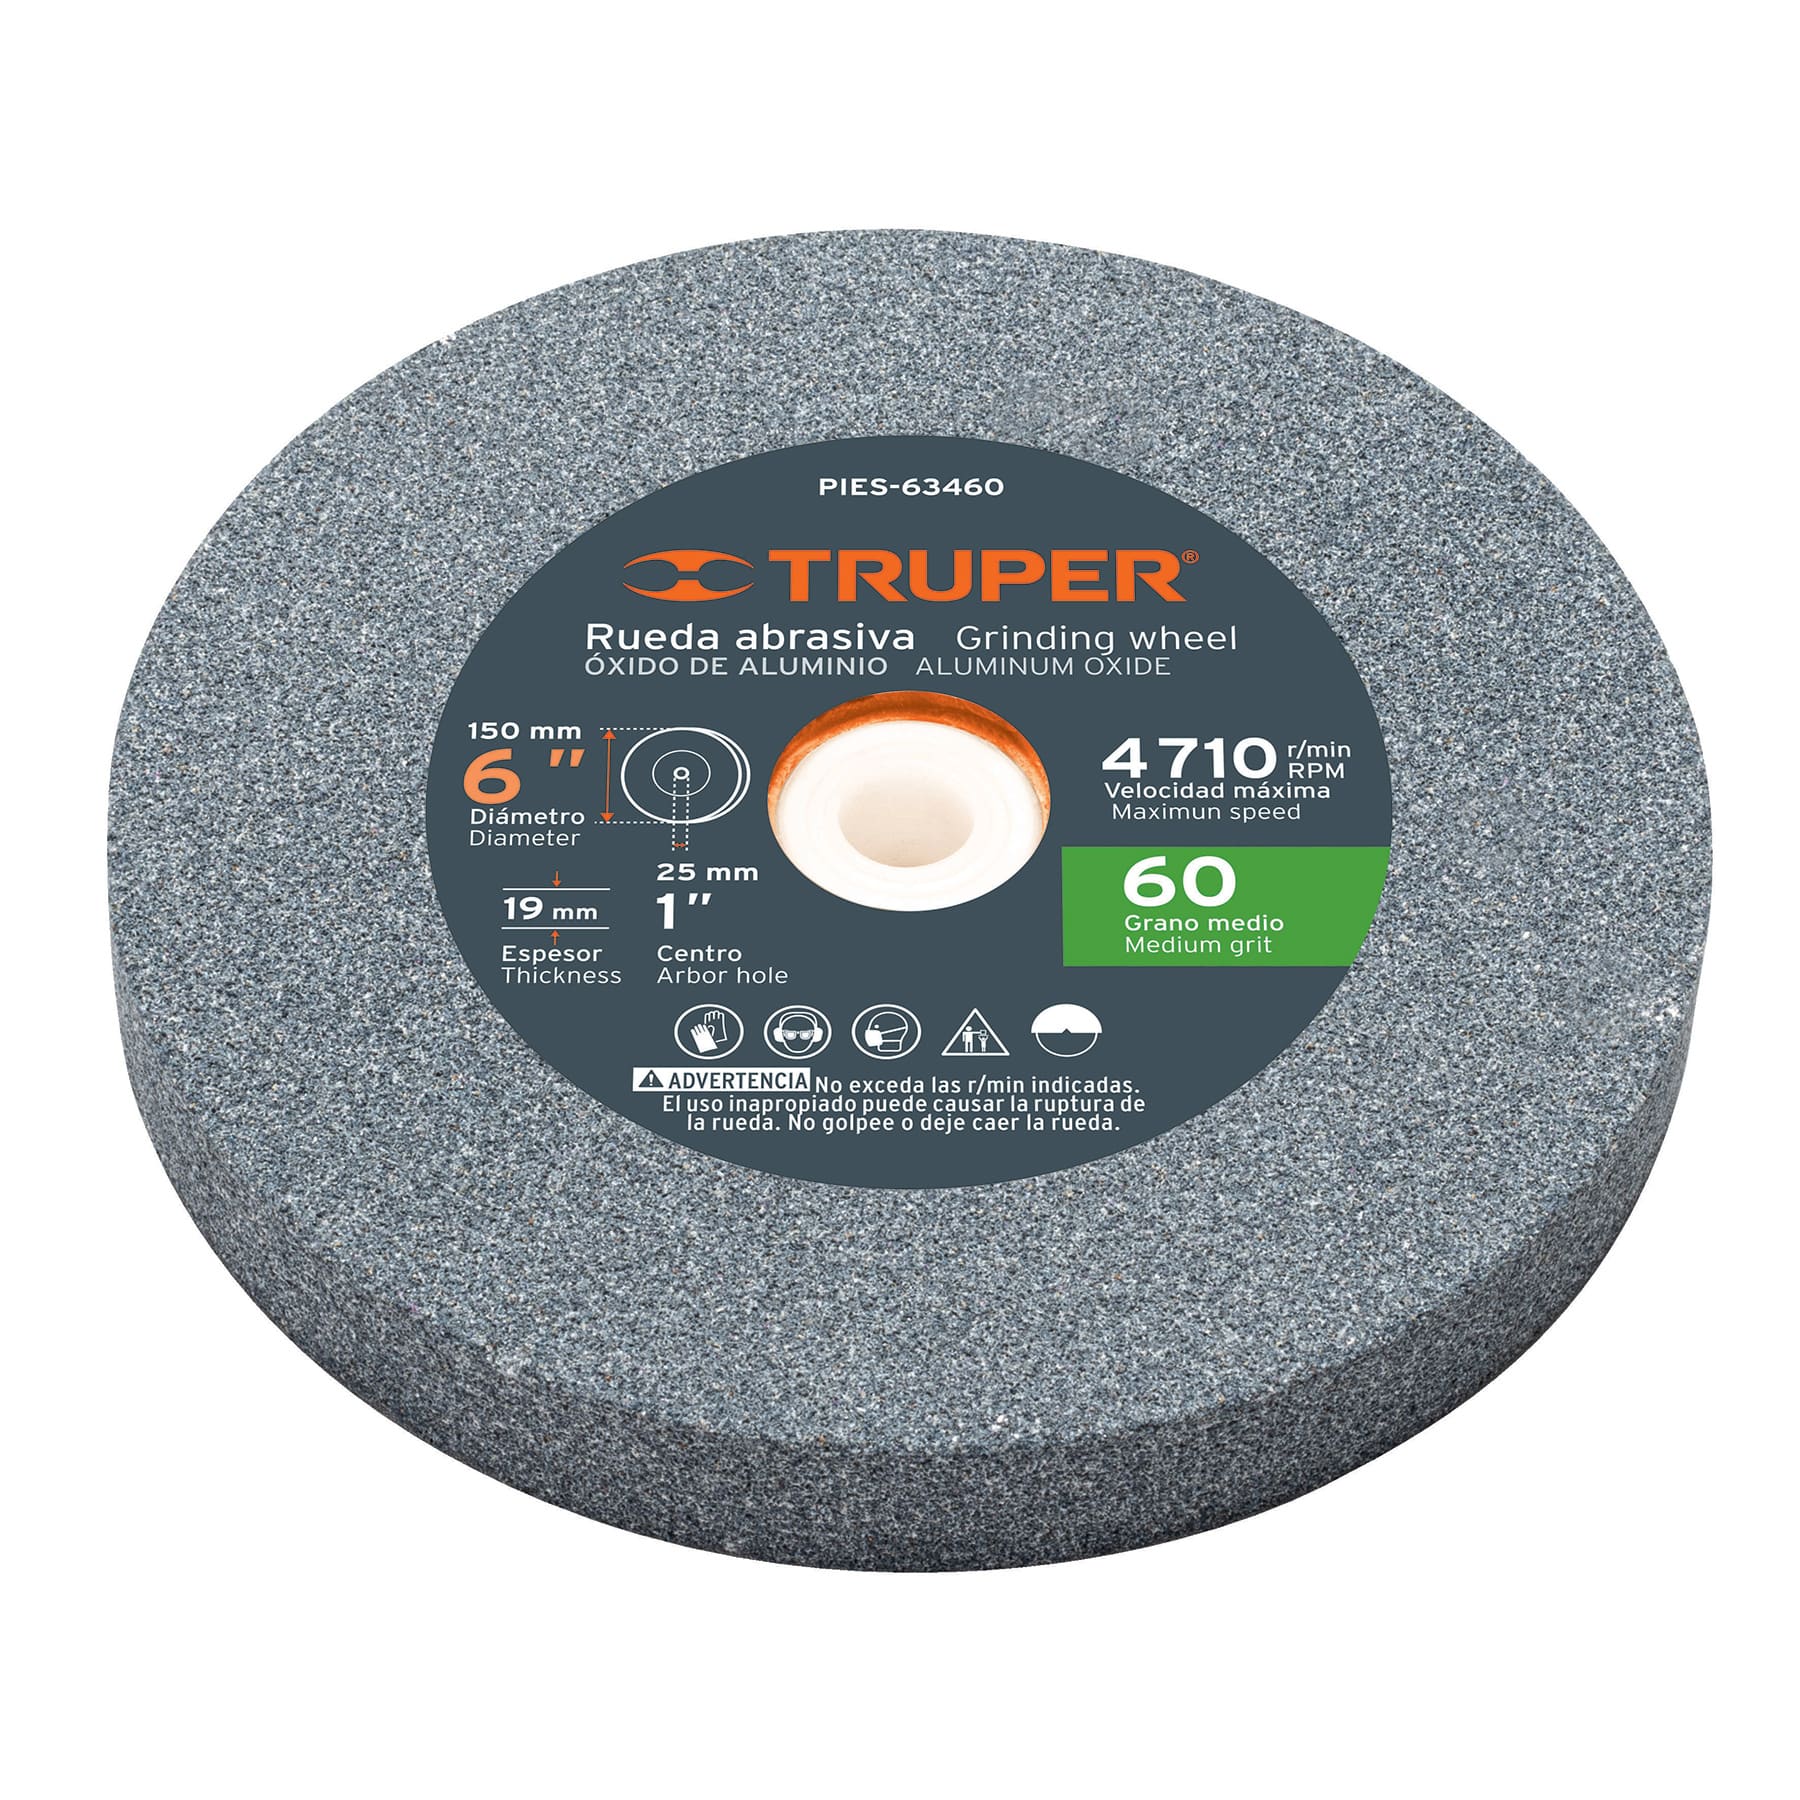 PIES-63460
TRUPER®
Rueda abrasiva Grinding wheel
ÓXIDO DE ALUMINIO ALUMINUM OXIDE
150 mm
6"
Diámetro
Diameter
19 mm
Espesor
Thickness
25 mm
1"
Centro
Arbor hole
4 710 r/min
RPM
Velocidad máxima
Maximun speed
60
Grano medio
Medium grit
ADVERTENCIA No exceda las r/min indicadas.
El uso inapropiado puede causar la ruptura de
la rueda. No golpee o deje caer la rueda.